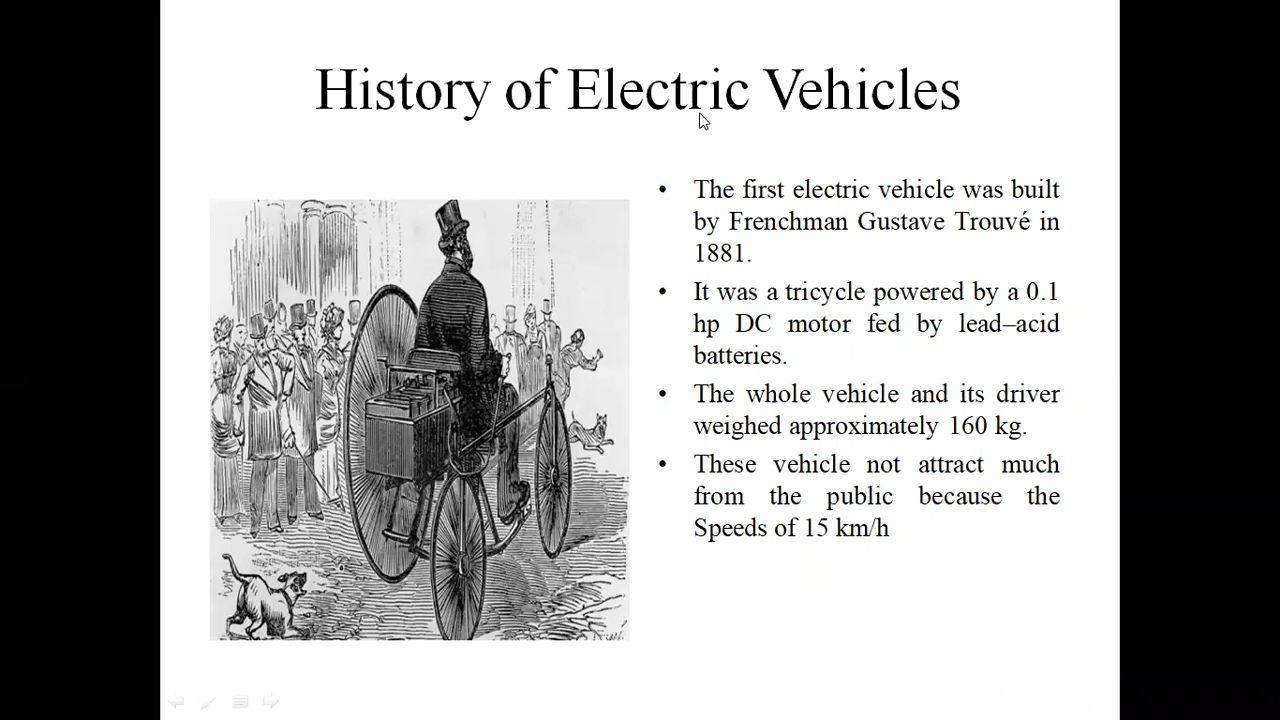 History of Electric Vehicles
• The first electric vehicle was built
by Frenchman Gustave Trouvé in
1881.
• It was a tricycle powered by a 0.1
hp DC motor fed by lead–acid
batteries.
• The whole vehicle and its driver
weighed approximately 160 kg.
• These vehicle not attract much
from the public because the
Speeds of 15 km/h